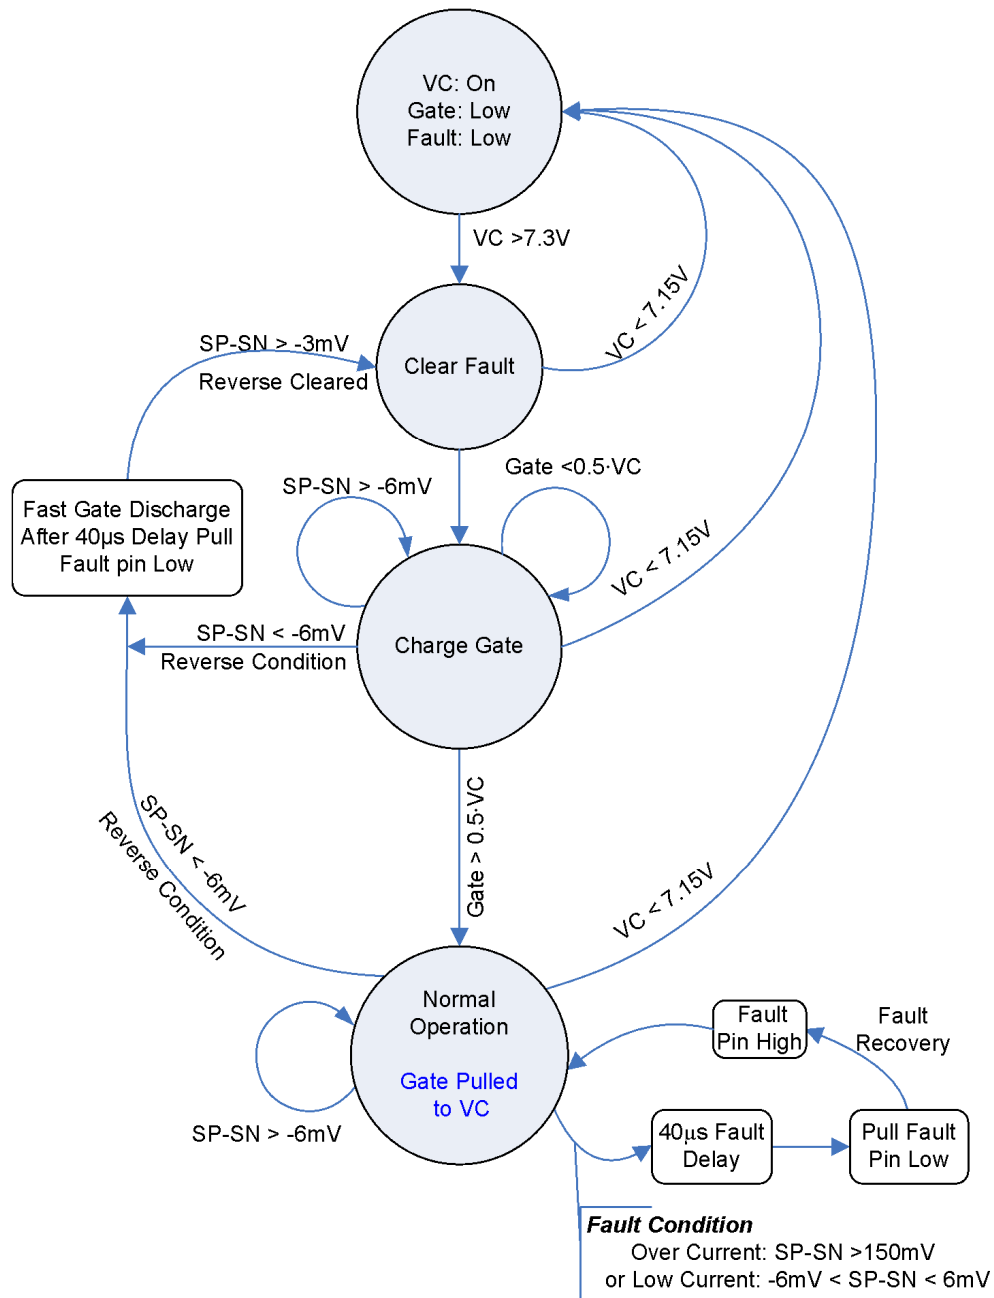 VC: On
Gate: Low
Fault: Low
VC >7.3V
VC < 7.15V
SP-SN > -3mV
Reverse Cleared
Clear Fault
Gate <0.5·VC
SP-SN > -6mV
Fast Gate Discharge
After 40µs Delay Pull
Fault pin Low
VC < 7.15V
SP-SN < -6mV
Reverse Condition
Charge Gate
Gate > 0.5·VC
SP-SN < -6mV
Reverse Condition
VC < 7.15V
Normal
Operation
Gate Pulled
to VC
SP-SN > -6mV
Fault
Pin High
Fault
Recovery
40µs Fault
Delay
Pull Fault
Pin Low
Fault Condition
Over Current: SP-SN >150mV
or Low Current: -6mV < SP-SN < 6mV